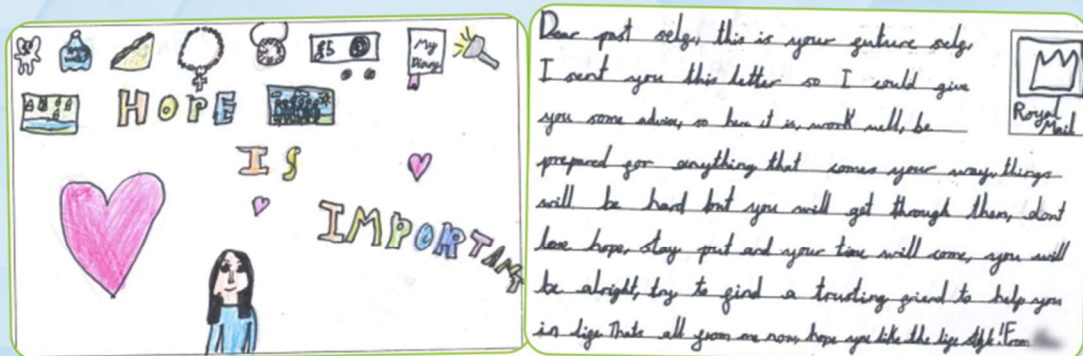 £5
My
Diary
HOPE
IS
IMPORTANT
Dear past self, this is your future self,
I sent you this letter so I could give
you some advise, so here it is, work well, be
prepared for anything that comes your way, things
will be hard but you will get through them, dont
lose hope, stay put and your time will come, you will
be alright, try to find a trusting friend to help you
in life. Thats all from me now, hope you like the life style! From
Royal
Mail